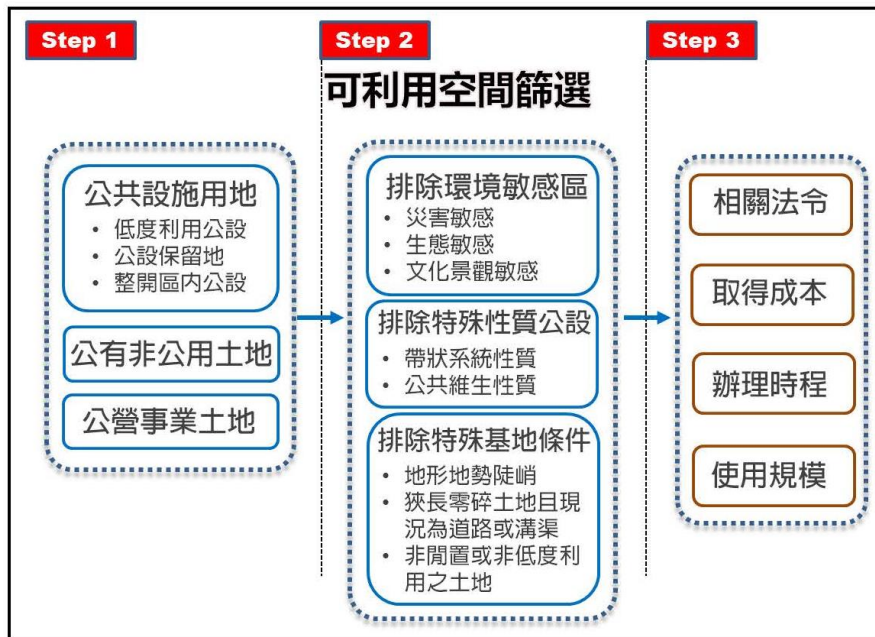 Step 1
Step 2
Step 3
可利用空間篩選
公共設施用地
• 低度利用公設
• 公設保留地
• 整開區内公設
公有非公用土地
公營事業土地
排除環境敏感區
• 災害敏感
• 生態敏感
• 文化景觀敏感
排除特殊性質公設
• 帶狀系統性質
• 公共維生性質
排除特殊基地條件
• 地形地勢陡峭
• 狹長零碎土地且現
況為道路或溝渠
• 非閒置或非低度利
用之土地
相關法令
取得成本
辦理時程
使用規模